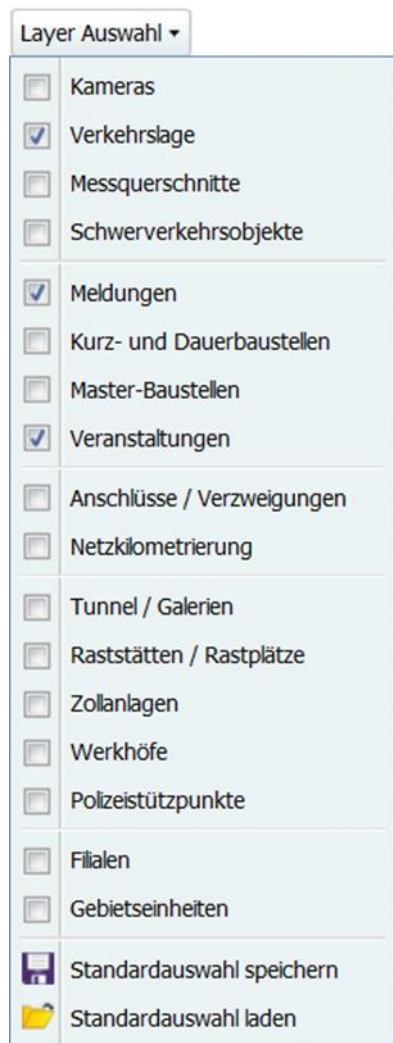 Layer Auswahl
Kameras
Verkehrslage
Messquerschnitte
Schwerverkehrsobjekte
Meldungen
Kurz- und Dauerbaustellen
Master-Baustellen
Veranstaltungen
Anschlüsse / Verzweigungen
Netzkilometrierung
Tunnel / Galerien
Raststätten / Rastplätze
Zollanlagen
Werkhöfe
Polizeistützpunkte
Filialen
Gebietseinheiten
Standardauswahl speichern
Standardauswahl laden